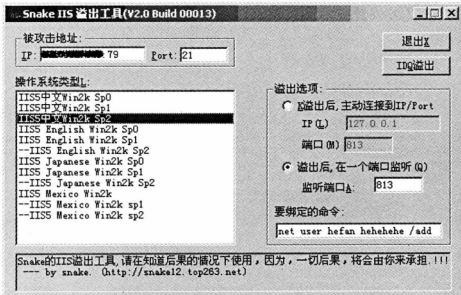 Snake IIS 溢出工具(V2.0 Build 00013)
被攻击地址:
IP: .79 Port: 21
退出X
IDQ溢出
操作系统类型L:
IIS5中文Win2k Sp0
IIS5中文Win2k Sp1
IIS5中文Win2k Sp2
IIS5 English Win2k Sp0
IIS5 English Win2k Sp1
--IIS5 English Win2k Sp2
IIS5 Japanese Win2k Sp0
IIS5 Japanese Win2k Sp1
--IIS5 Japanese Win2k Sp2
IIS5 Mexico Win2k
--IIS5 Mexico Win2k sp1
--IIS5 Mexico Win2k sp2
溢出选项:
K溢出后,主动连接到IP/Port
IP(L) 127.0.0.1
端口(M) 813
溢出后,在一个端口监听(Q)
监听端口A: 813
要绑定的命令:
net user hefan hehehehe /add
Snake的IIS溢出工具,请在知道后果的情况下使用，因为，一切后果，将会由你来承担.!!!
--- by snake. (http://snake12.top263.net)